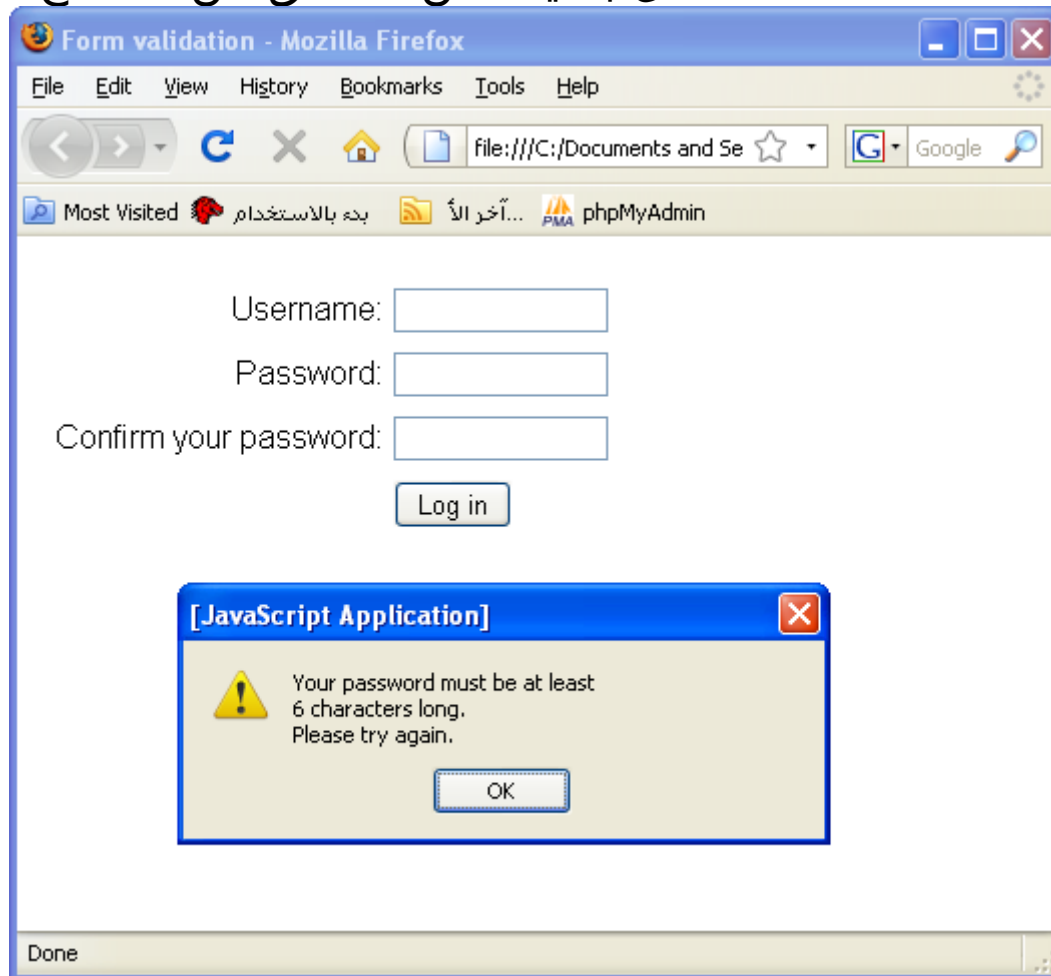 Form validation - Mozilla Firefox
File Edit View History Bookmarks Tools Help
file:///C:/Documents and Se Google
Most Visited بدء بالاستخدام آخر الأ... phpMyAdmin
Username:
Password:
Confirm your password:
Log in
[JavaScript Application]
Your password must be at least
6 characters long.
Please try again.
OK
Done